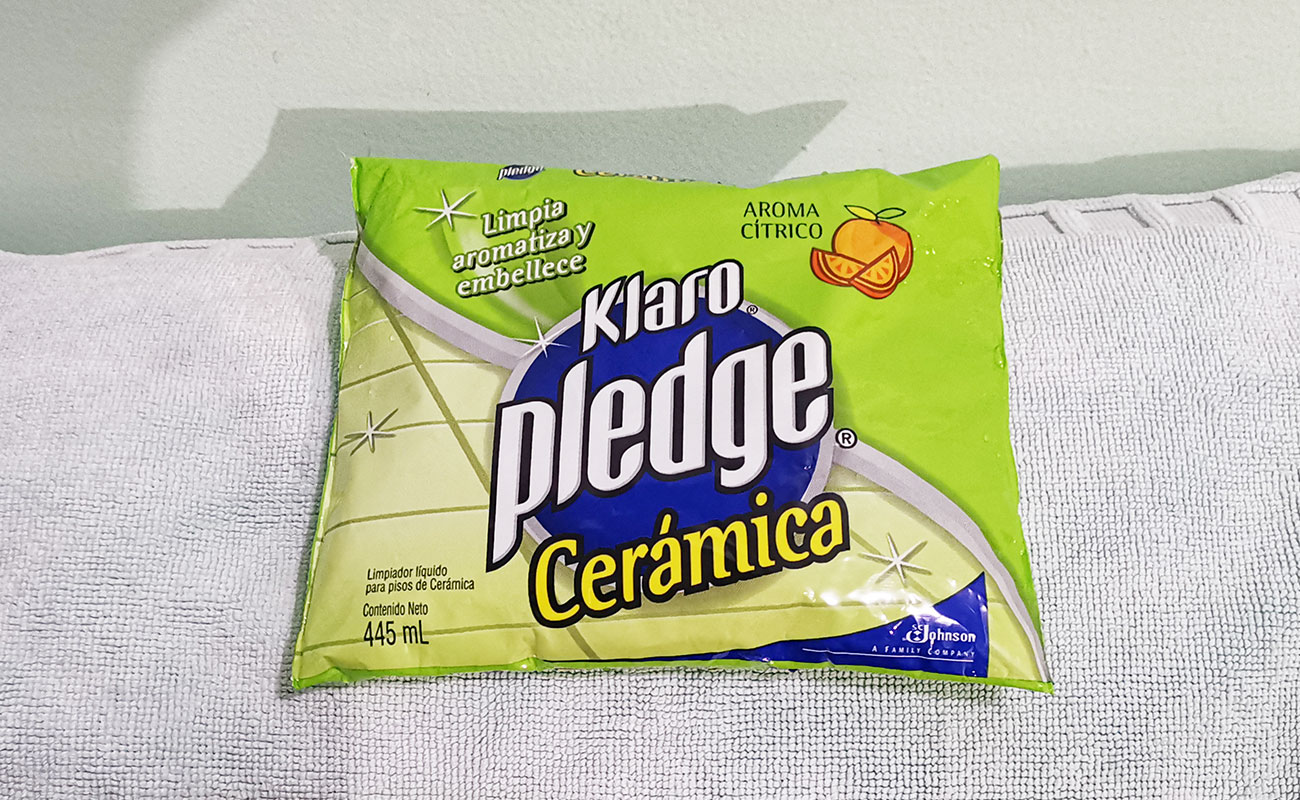 pledge
Limpia
aromatiza y
embellece
AROMA
CÍTRICO
Klaro®
pledge®
Cerámica
Limpiador líquido
para pisos de Cerámica
Contenido Neto
445 mL
SC Johnson
A FAMILY COMPANY